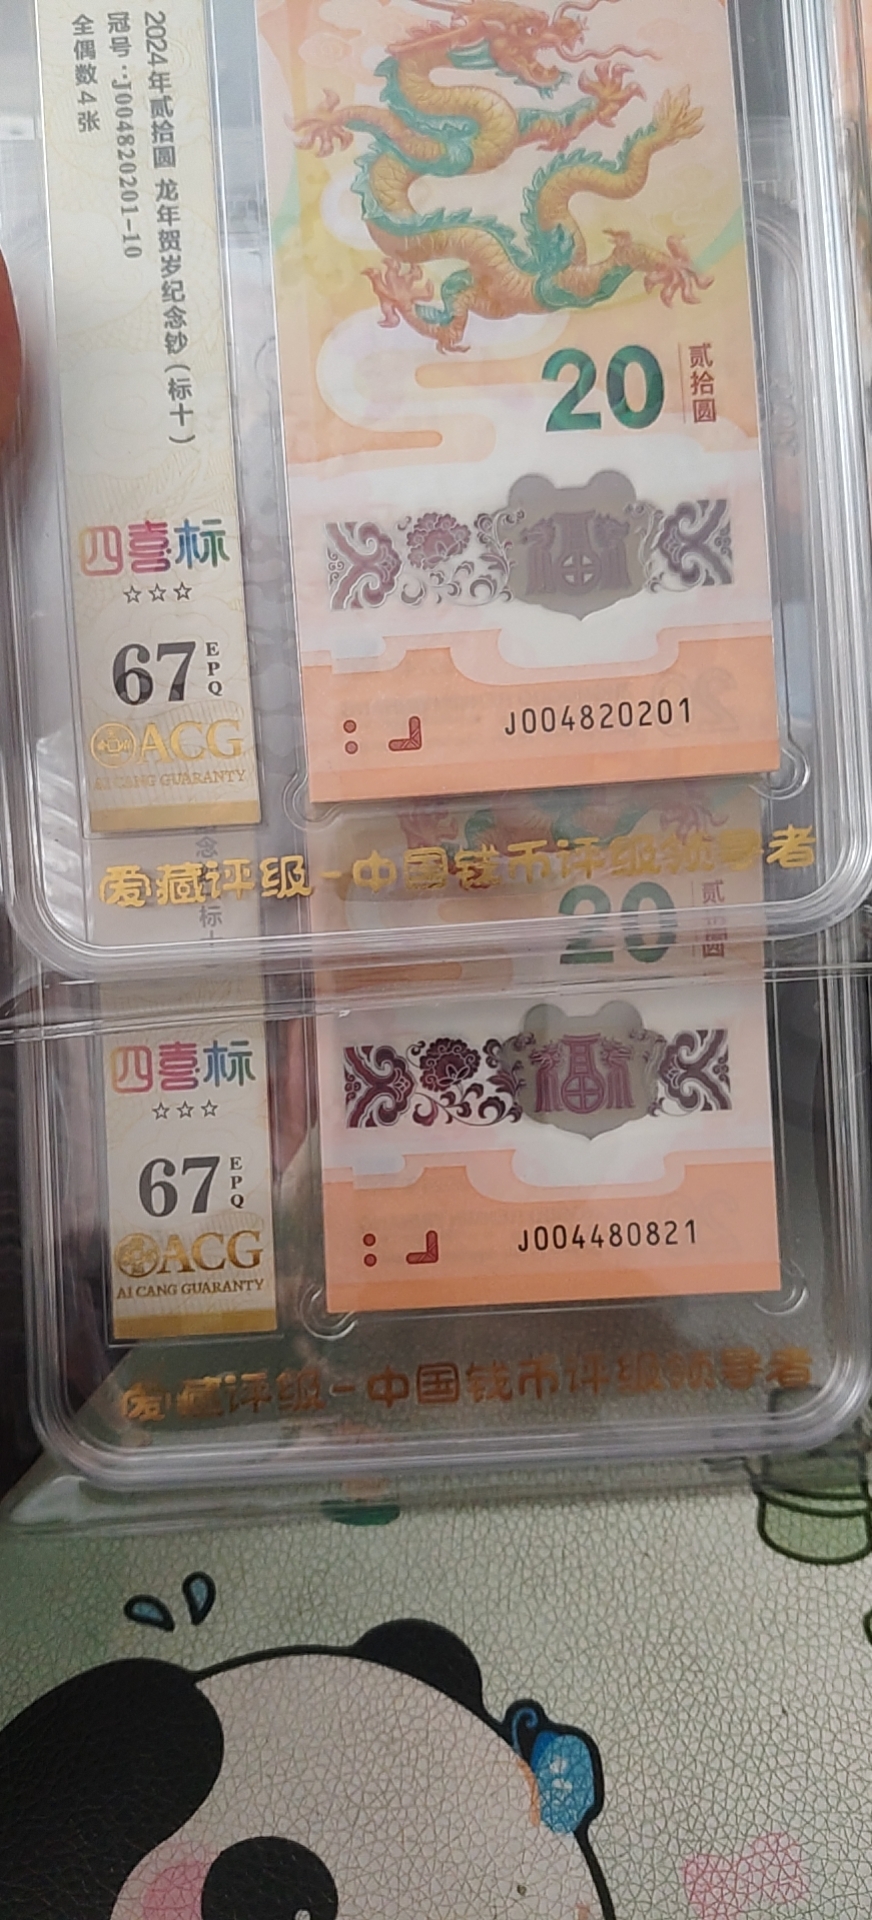 2024年贰拾圆 龙年贺岁纪念钞(标十)
冠号:J004820201-10
全偶数4张
四喜标
67
EPQ
ACG
AI CANG GUARANTY
20
贰拾圆
J004820201
爱藏评级-中国钱币评级领导者
念
标十
四喜标
67
EPQ
ACG
AI CANG GUARANTY
20
贰拾圆
J004480821
爱藏评级-中国钱币评级领导者